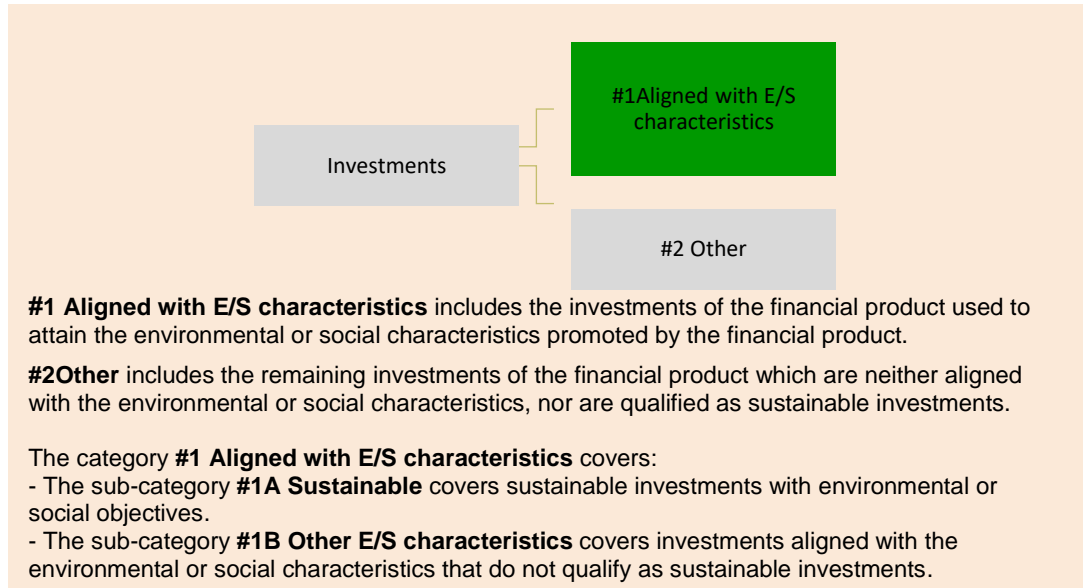 #1Aligned with E/S
characteristics
Investments
#2 Other
#1 Aligned with E/S characteristics includes the investments of the financial product used to
attain the environmental or social characteristics promoted by the financial product.
#2Other includes the remaining investments of the financial product which are neither aligned
with the environmental or social characteristics, nor are qualified as sustainable investments.
The category #1 Aligned with E/S characteristics covers:
- The sub-category #1A Sustainable covers sustainable investments with environmental or
social objectives.
- The sub-category #1B Other E/S characteristics covers investments aligned with the
environmental or social characteristics that do not qualify as sustainable investments.